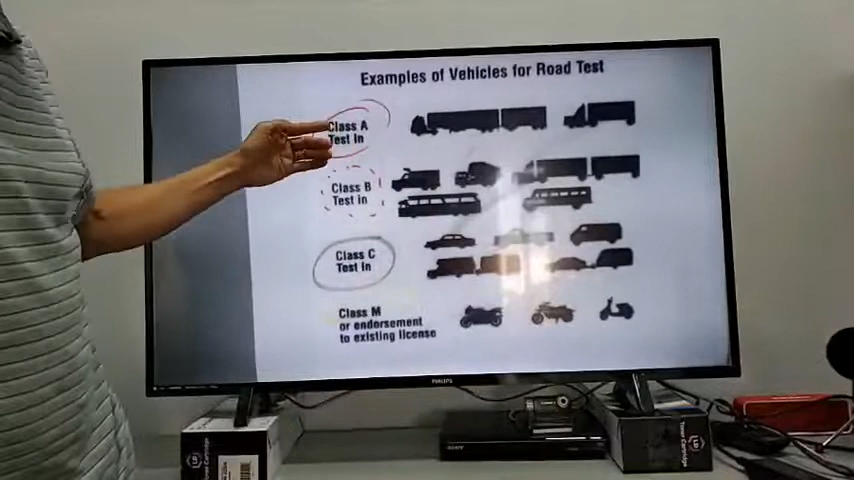 Examples of Vehicles for Road Test
Class A
Test In
Class B
Test In
Class C
Test In
Class M
or endorsement
to existing license
PHILIPS
SONY